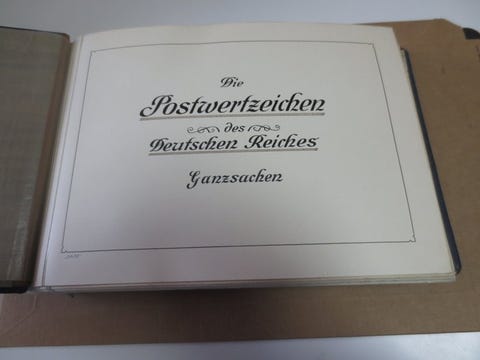 Die
Postwertzeichen
des
Deutschen Reiches
Ganzsachen